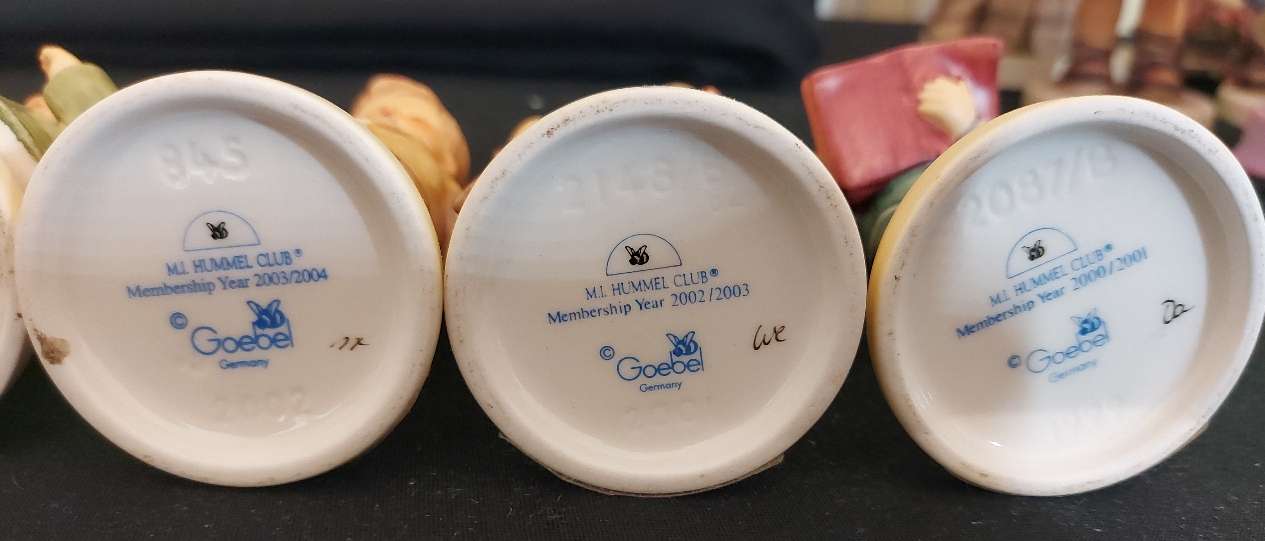 845
M.I. HUMMEL CLUB®
Membership Year 2003/2004
© Goebel
Germany
M.I. HUMMEL CLUB®
Membership Year 2002/2003
© Goebel
Germany
2087//B
M.I. HUMMEL CLUB®
Membership Year 2000/2001
© Goebel
Germany